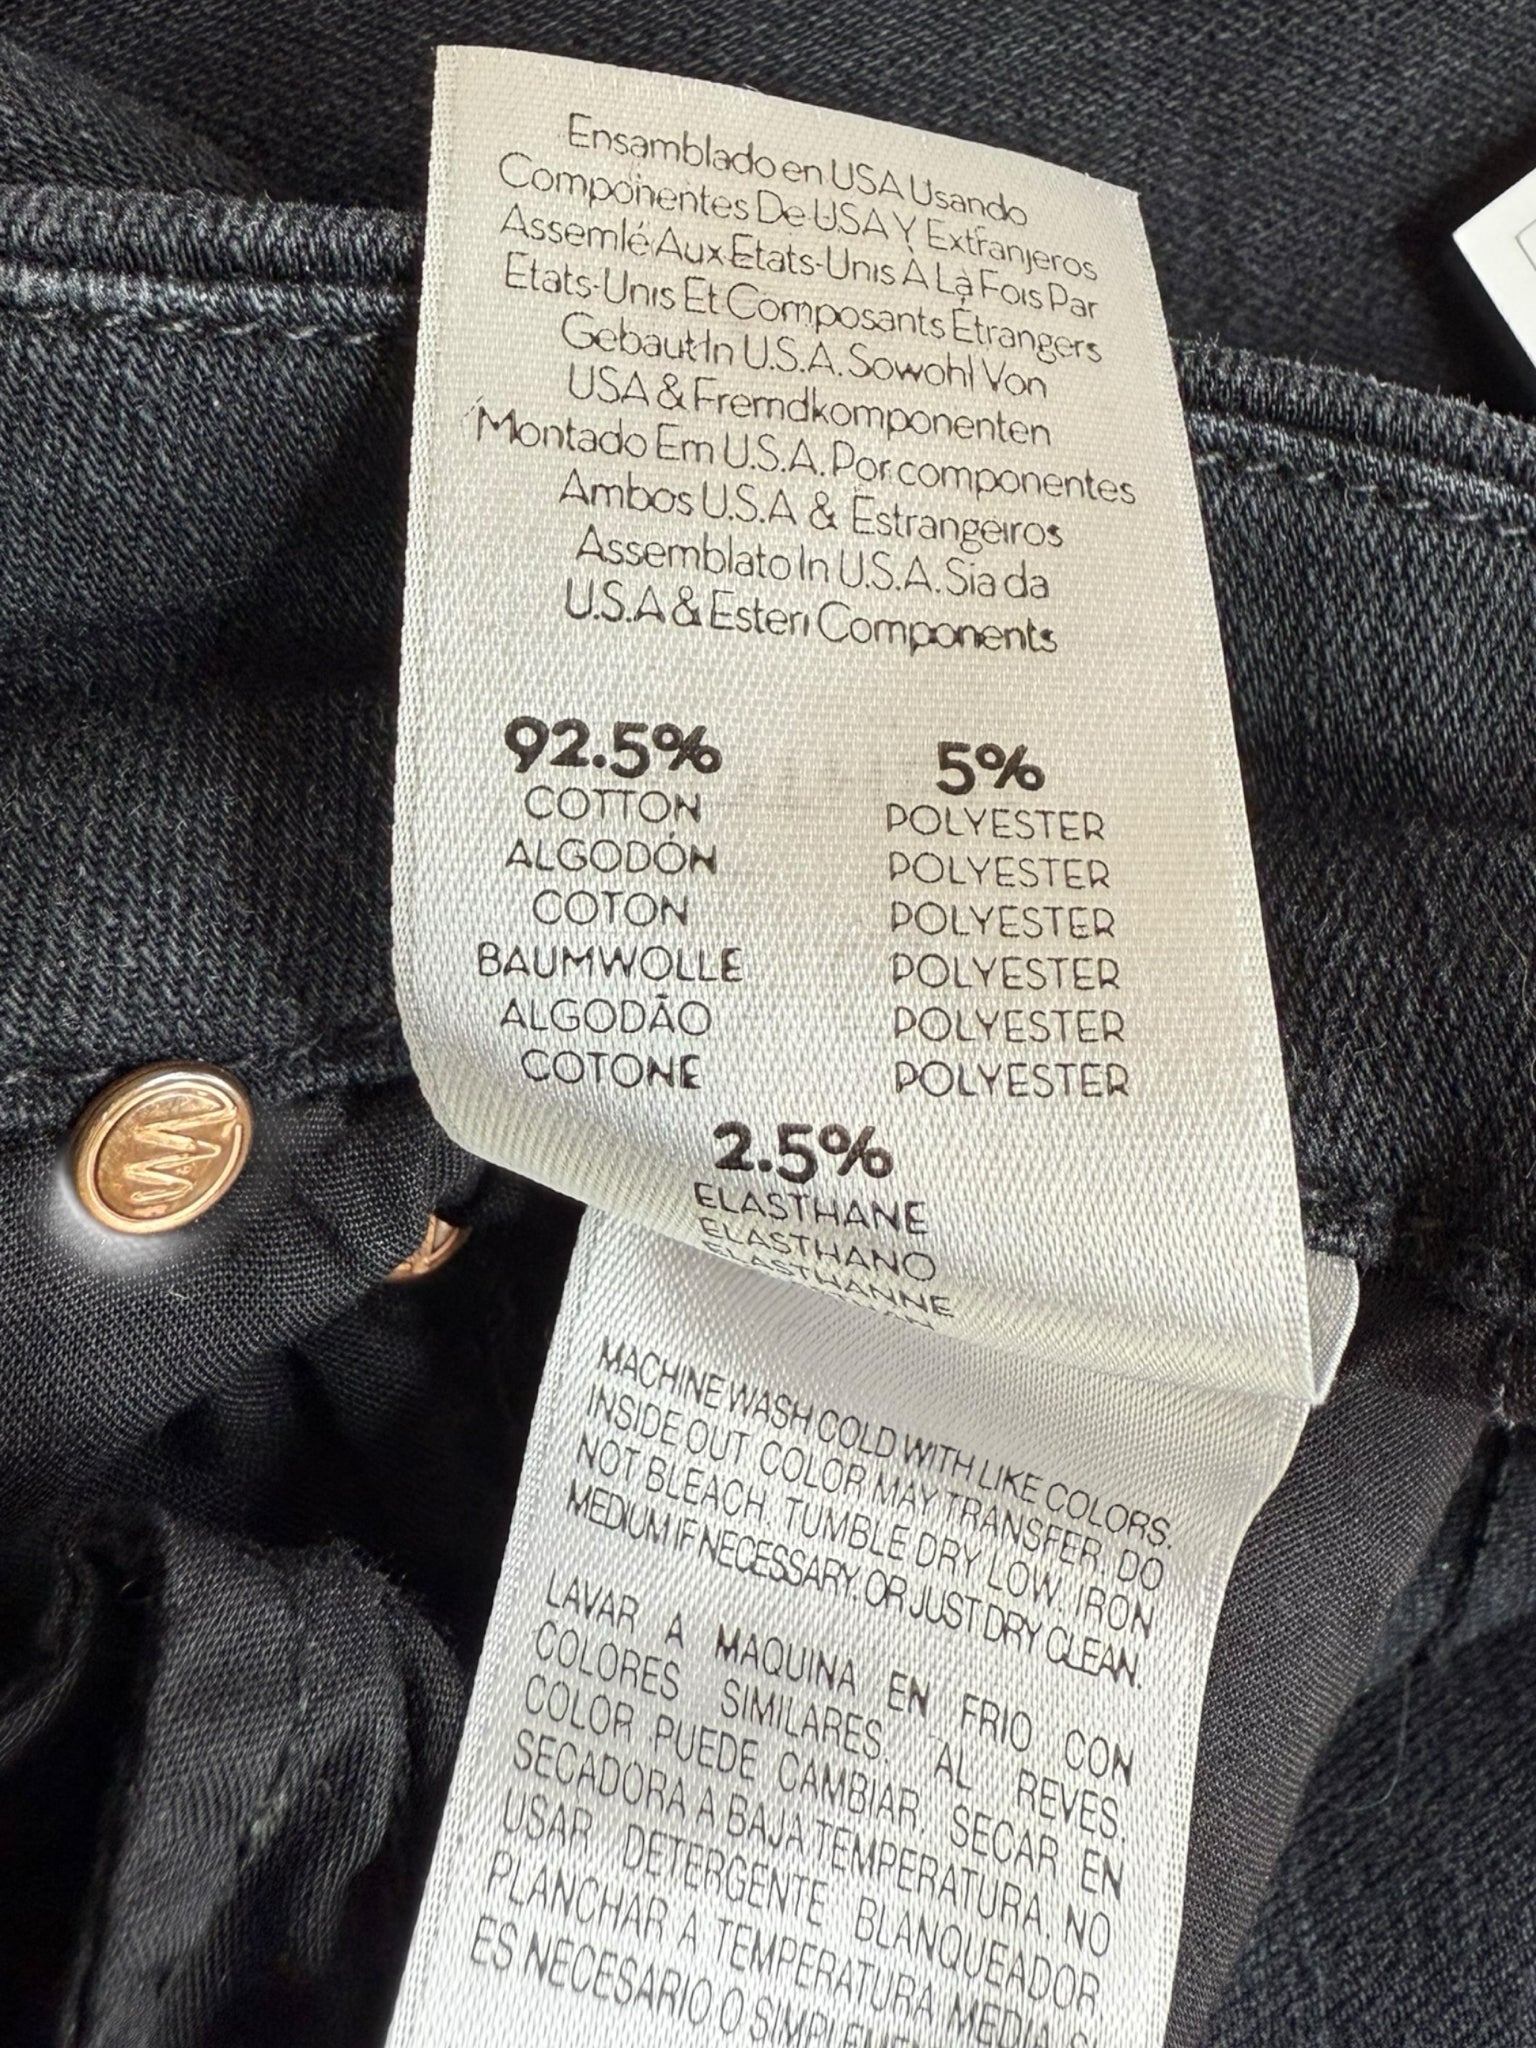 Ensamblado en USA Usando
Componentes De USA Y Extranjeros
Assemlé Aux Etats-Unis A La Fois Par
Etats-Unis Et Composants Étrangers
Gebaut In U.S.A. Sowohl Von
USA & Fremdkomponenten
Montado Em U.S.A. Por componentes
Ambos U.S.A & Estrangeiros
Assemblato In U.S.A. Sia da
U.S.A & Esteri Components
92.5% 5%
COTTON POLYESTER
ALGODÓN POLYESTER
COTON POLYESTER
BAUMWOLLE POLYESTER
ALGODÃO POLYESTER
COTONE POLYESTER
2.5%
ELASTHANE
ELASTHANO
ELASTHANNE
MACHINE WASH COLD WITH LIKE COLORS.
INSIDE OUT. COLOR MAY TRANSFER. DO
NOT BLEACH. TUMBLE DRY LOW. IRON
MEDIUM IF NECESSARY. OR JUST DRY CLEAN.
LAVAR A MAQUINA EN FRIO CON
COLORES SIMILARES. AL REVES.
COLOR PUEDE CAMBIAR. SECAR EN
SECADORA A BAJA TEMPERATURA. NO
USAR DETERGENTE BLANQUEADOR.
PLANCHAR A TEMPERATURA MEDIA SI
ES NECESARIO O